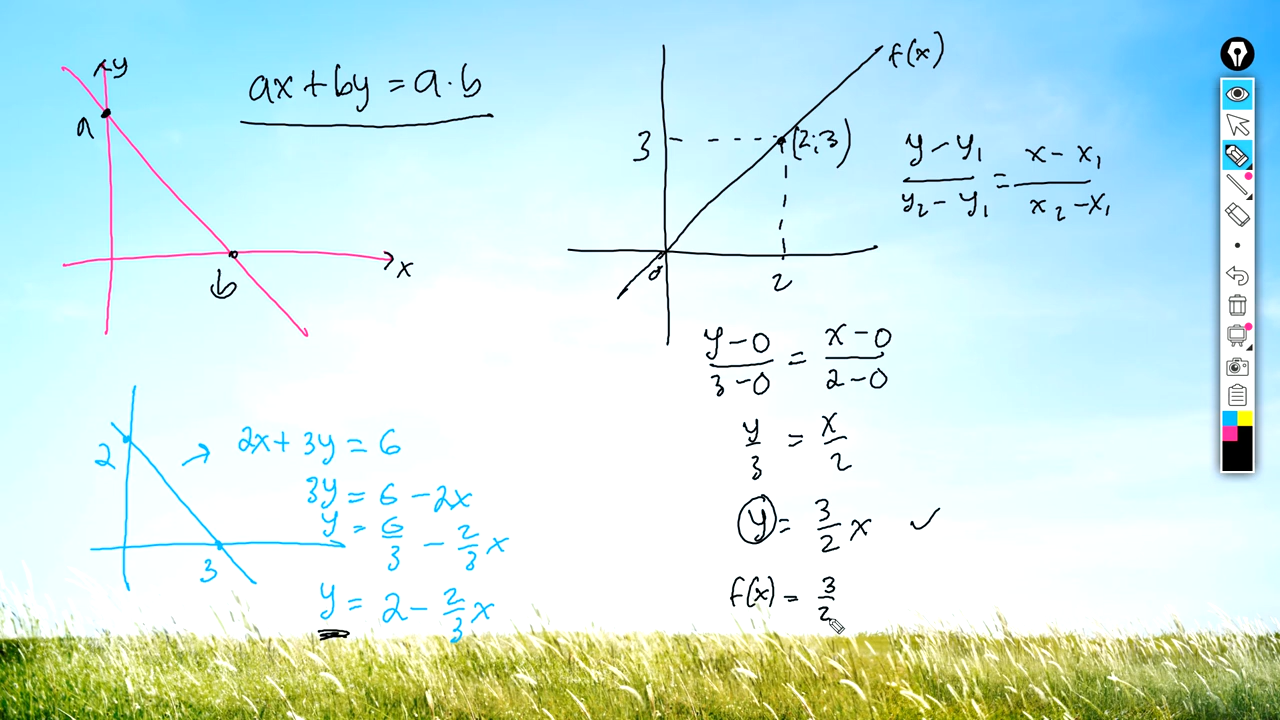 y
ax + by = a · b
a
x
b
2
2x + 3y = 6
3y = 6 - 2x
y = 6/3 - 2/3 x
3
y = 2 - 2/3 x
f(x)
3
(2;3)
y - y₁ / y₂ - y₁ = x - x₁ / x₂ - x₁
0
2
y - 0 / 3 - 0 = x - 0 / 2 - 0
y/3 = x/2
y = 3/2 x ✓
f(x) = 3/2